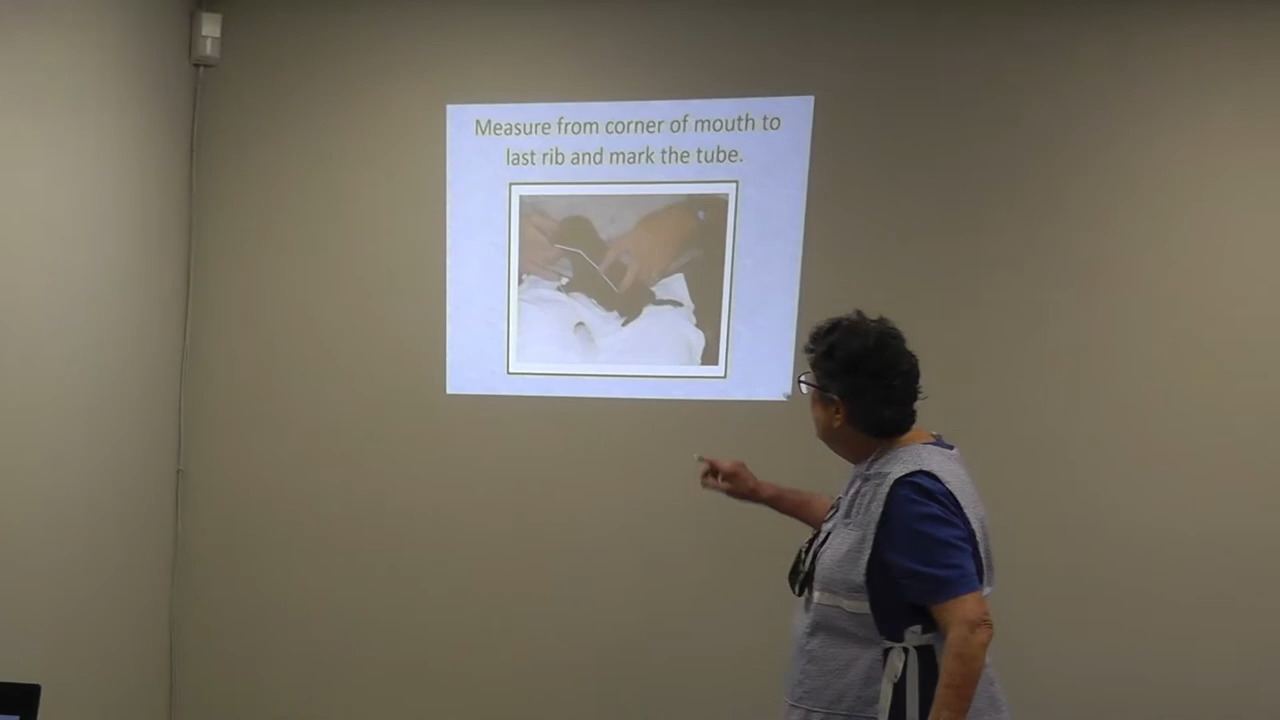 Measure from corner of mouth to
last rib and mark the tube.